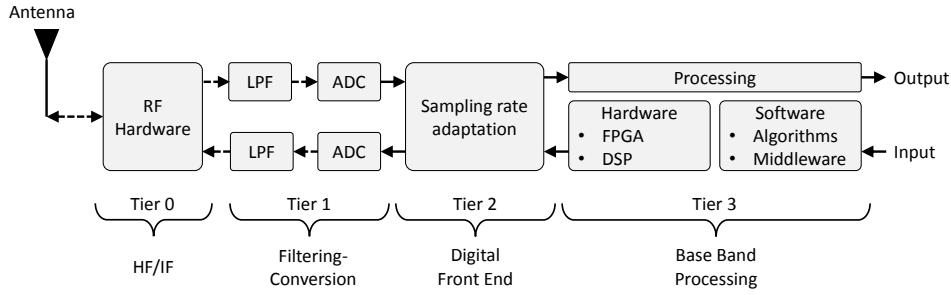 Antenna
RF
Hardware
LPF
ADC
LPF
ADC
Sampling rate
adaptation
Processing
Hardware
• FPGA
• DSP
Software
• Algorithms
• Middleware
Output
Input
Tier 0
Tier 1
Tier 2
Tier 3
HF/IF
Filtering-
Conversion
Digital
Front End
Base Band
Processing